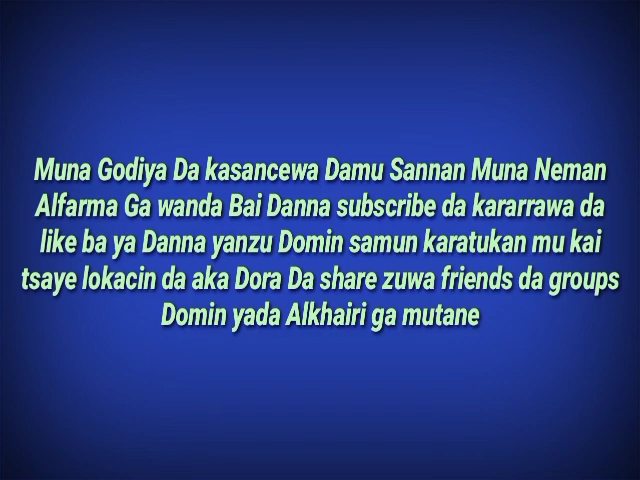 Muna Godiya Da kasancewa Damu Sannan Muna Neman
Alfarma Ga wanda Bai Danna subscribe da kararrawa da
like ba ya Danna yanzu Domin samun karatukan mu kai
tsaye lokacin da aka Dora Da share zuwa friends da groups
Domin yada Alkhairi ga mutane